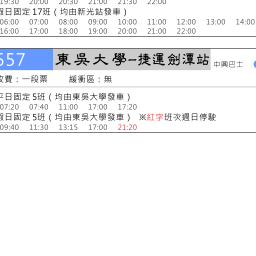 19:30 20:00 20:30 21:00 21:30 22:00
假日固定 17班（均由新光站發車）
06:00 07:00 08:00 09:00 10:00 11:00 12:00 13:00 14:00
16:00 17:00 18:00 19:00 20:00 21:00 22:00
557 東吳大學--捷運劍潭站 中興巴士
收費：一段票 緩衝區：無
平日固定 5班（均由東吳大學發車）
07:20 07:40 11:00 17:00 17:20
假日固定 5班（均由東吳大學發車） ※紅字班次週日停駛
09:40 11:30 13:15 17:00 21:20